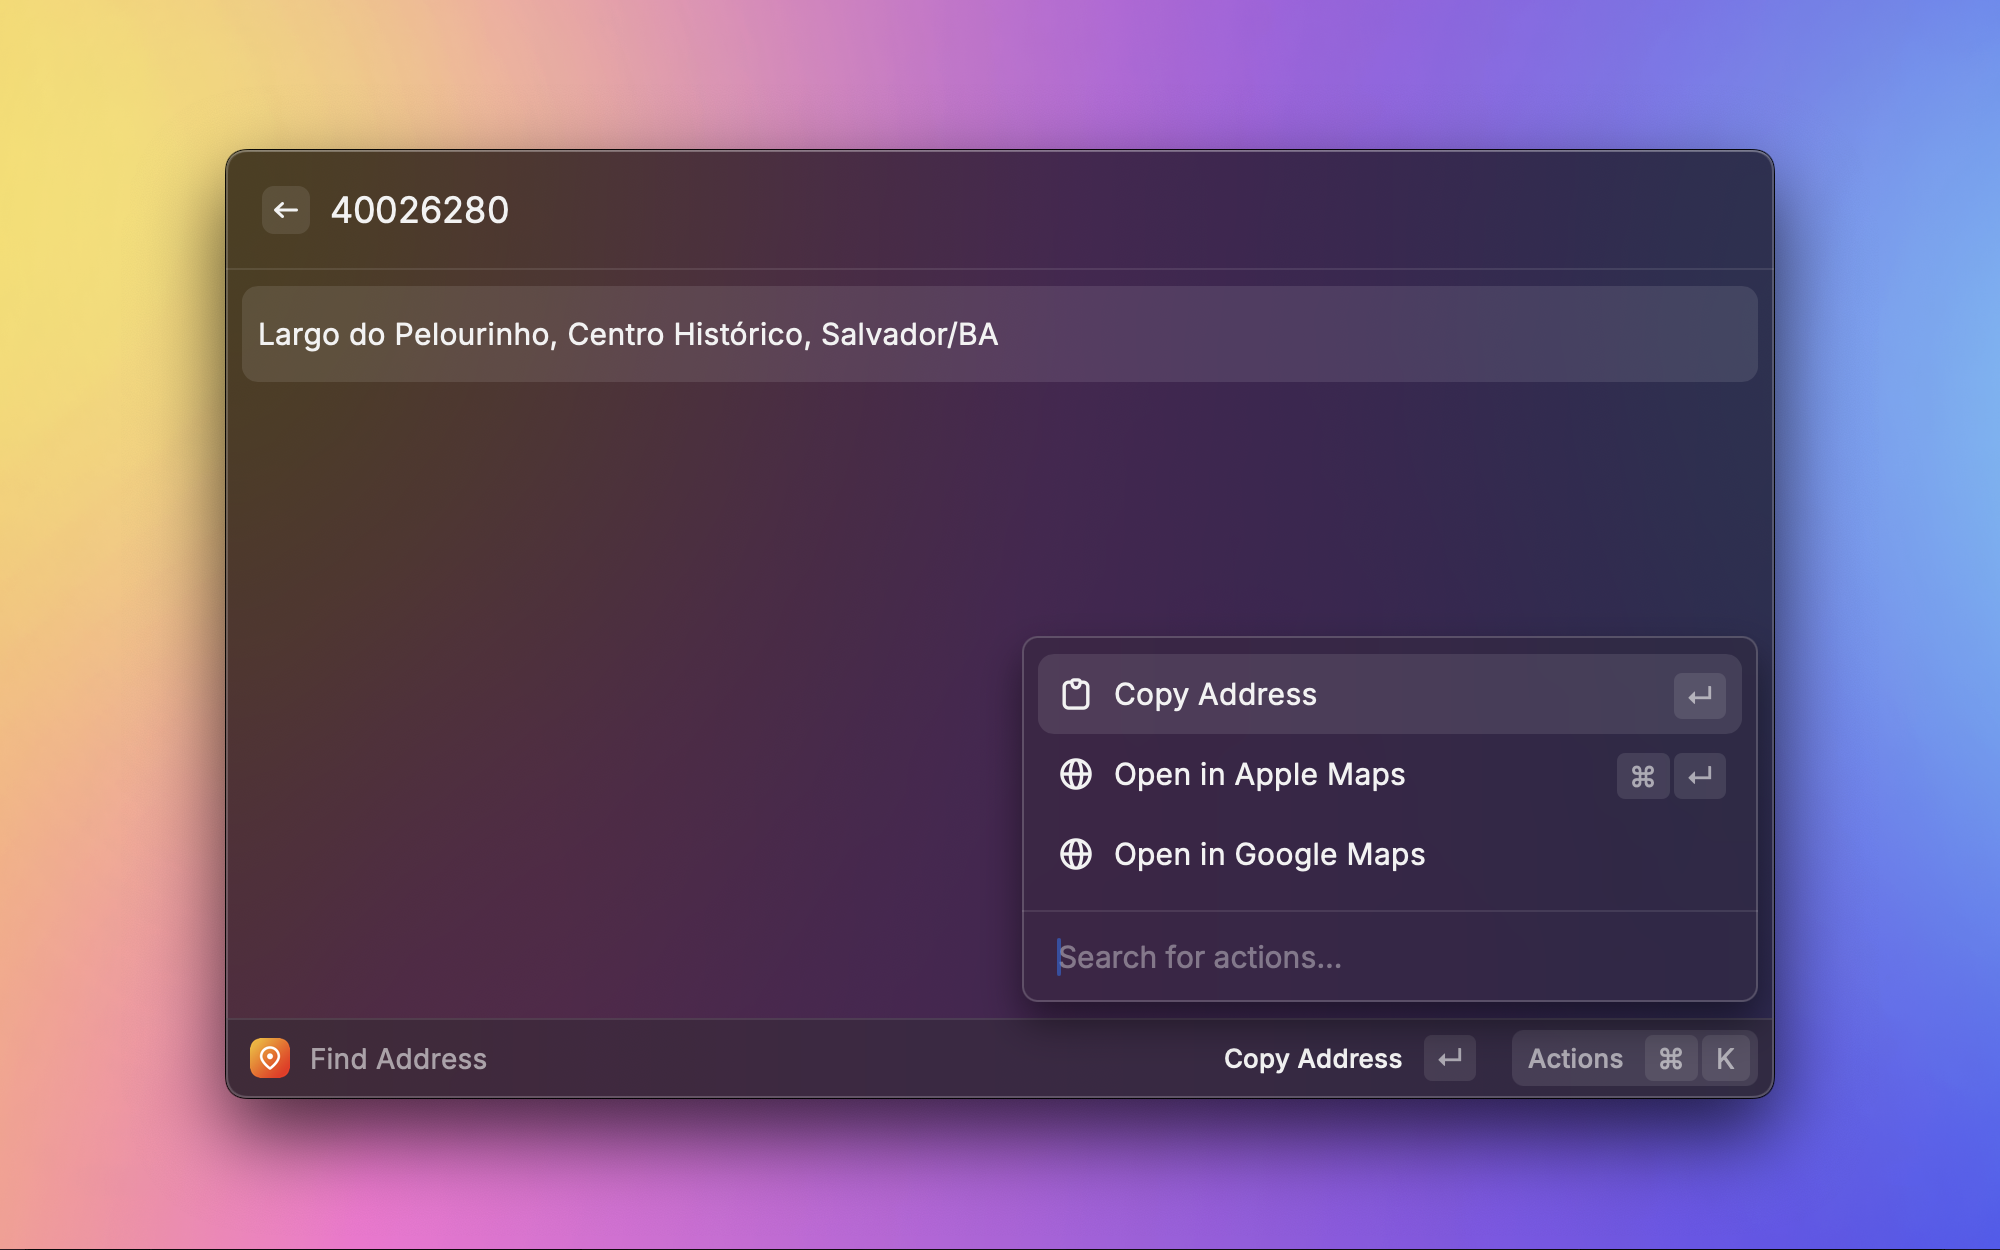 40026280
Largo do Pelourinho, Centro Histórico, Salvador/BA
Copy Address ↵
Open in Apple Maps ⌘ ↵
Open in Google Maps
Search for actions...
Find Address
Copy Address ↵
Actions ⌘ K